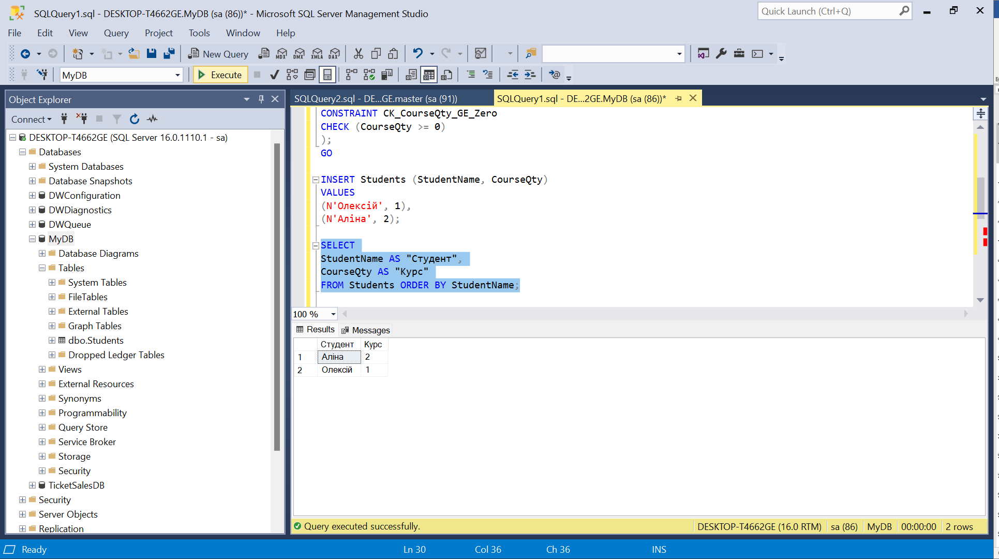 SQLQuery1.sql - DESKTOP-T4662GE.MyDB (sa (86))* - Microsoft SQL Server Management Studio
Quick Launch (Ctrl+Q)
File Edit View Query Project Tools Window Help
New Query MDX DMX XMLA DAX
MyDB Execute
Object Explorer
Connect
DESKTOP-T4662GE (SQL Server 16.0.1110.1 - sa)
Databases
System Databases
Database Snapshots
DWConfiguration
DWDiagnostics
DWQueue
MyDB
Database Diagrams
Tables
System Tables
FileTables
External Tables
Graph Tables
dbo.Students
Dropped Ledger Tables
Views
External Resources
Synonyms
Programmability
Query Store
Service Broker
Storage
Security
TicketSalesDB
Security
Server Objects
Replication
SQLQuery2.sql - DE...GE.master (sa (91))
SQLQuery1.sql - DE...2GE.MyDB (sa (86))*
CONSTRAINT CK_CourseQty_GE_Zero
CHECK (CourseQty >= 0)
);
GO
INSERT Students (StudentName, CourseQty)
VALUES
(N'Олексій', 1),
(N'Аліна', 2);
SELECT
StudentName AS "Студент",
CourseQty AS "Курс"
FROM Students ORDER BY StudentName;
100 %
Results Messages
Студент Курс
1 Аліна 2
2 Олексій 1
Query executed successfully.
DESKTOP-T4662GE (16.0 RTM) sa (86) MyDB 00:00:00 2 rows
Ready Ln 30 Col 36 Ch 36 INS